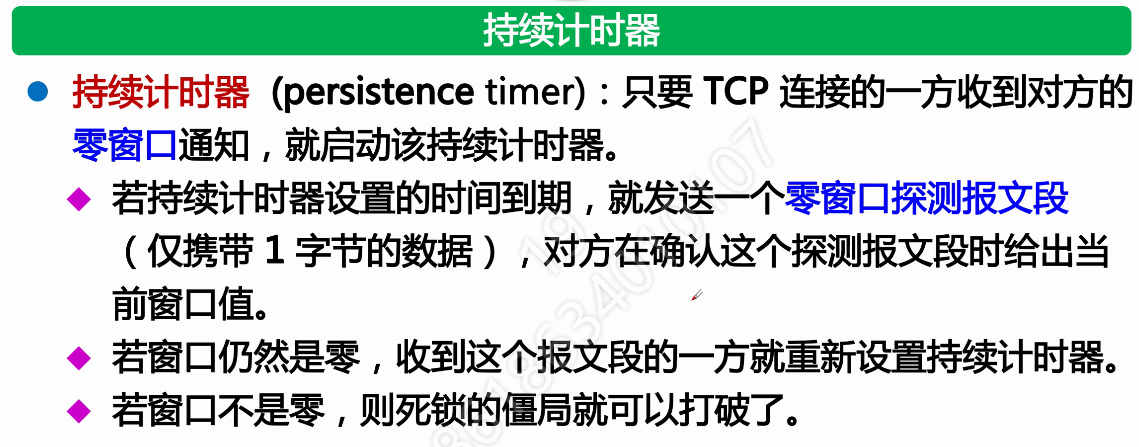 持续计时器
持续计时器 (persistence timer)：只要 TCP 连接的一方收到对方的
零窗口通知，就启动该持续计时器。
若持续计时器设置的时间到期，就发送一个零窗口探测报文段
（仅携带 1 字节的数据），对方在确认这个探测报文段时给出当
前窗口值。
若窗口仍然是零，收到这个报文段的一方就重新设置持续计时器。
若窗口不是零，则死锁的僵局就可以打破了。